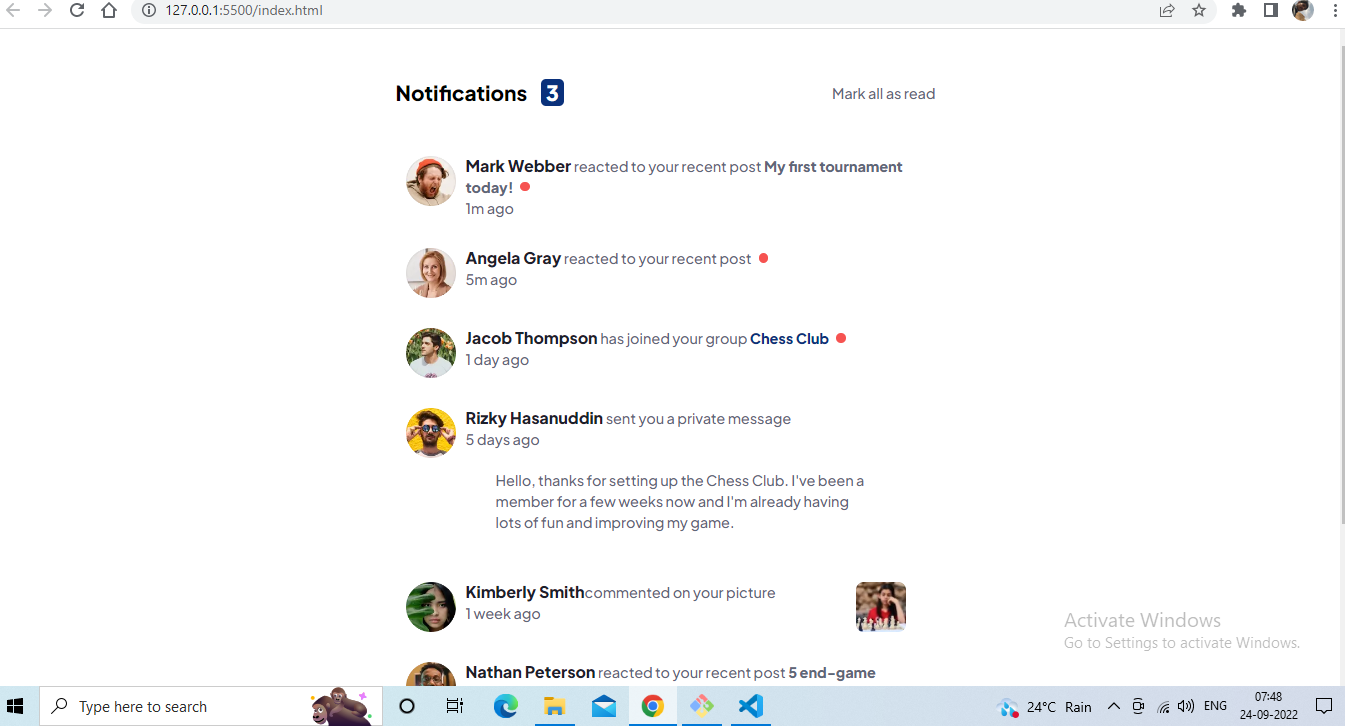 127.0.0.1:5500/index.html
Notifications 3
Mark all as read
Mark Webber reacted to your recent post My first tournament
today!
1m ago
Angela Gray reacted to your recent post
5m ago
Jacob Thompson has joined your group Chess Club
1 day ago
Rizky Hasanuddin sent you a private message
5 days ago
Hello, thanks for setting up the Chess Club. I've been a
member for a few weeks now and I'm already having
lots of fun and improving my game.
Kimberly Smithcommented on your picture
1 week ago
Nathan Peterson reacted to your recent post 5 end-game
Activate Windows
Go to Settings to activate Windows.
Type here to search
24°C Rain
ENG
07:48
24-09-2022